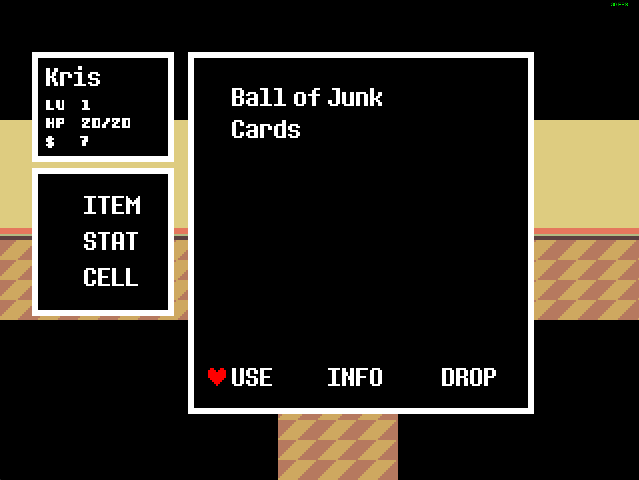 Kris
LV 1
HP 20/20
$ 7
ITEM
STAT
CELL
Ball of Junk
Cards
USE INFO DROP